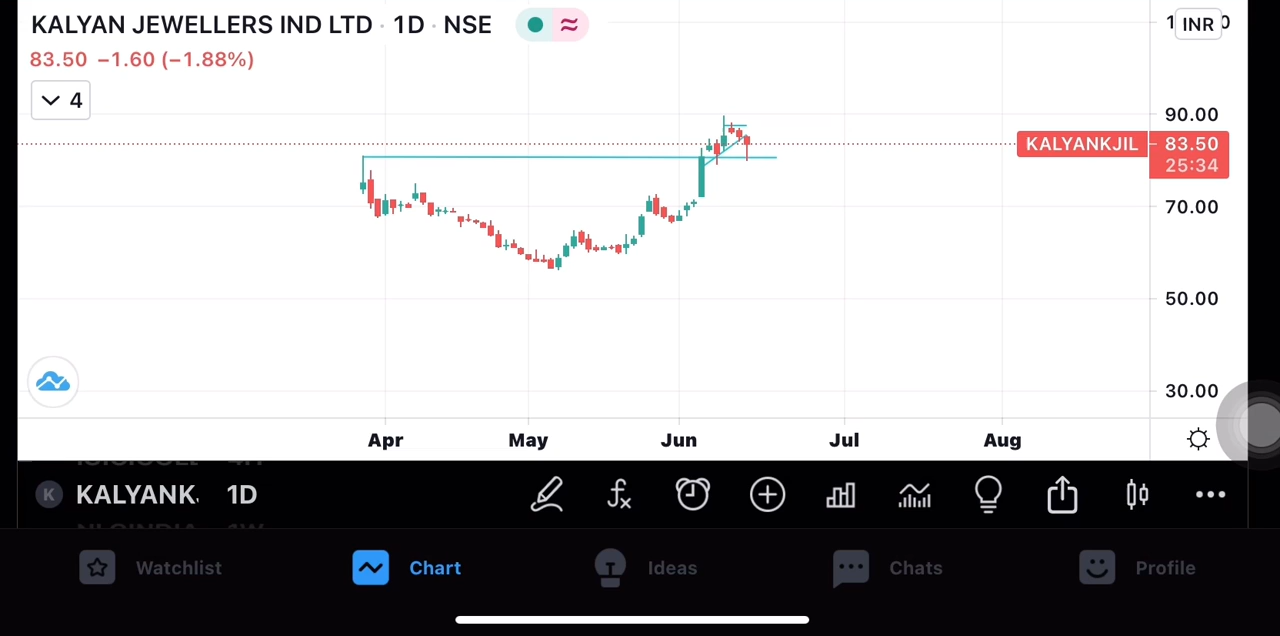 KALYAN JEWELLERS IND LTD · 1D · NSE
INR
83.50 −1.60 (−1.88%)
4
90.00
KALYANKJIL 83.50
25:34
70.00
50.00
30.00
Apr May Jun Jul Aug
K KALYANK 1D
Watchlist Chart Ideas Chats Profile